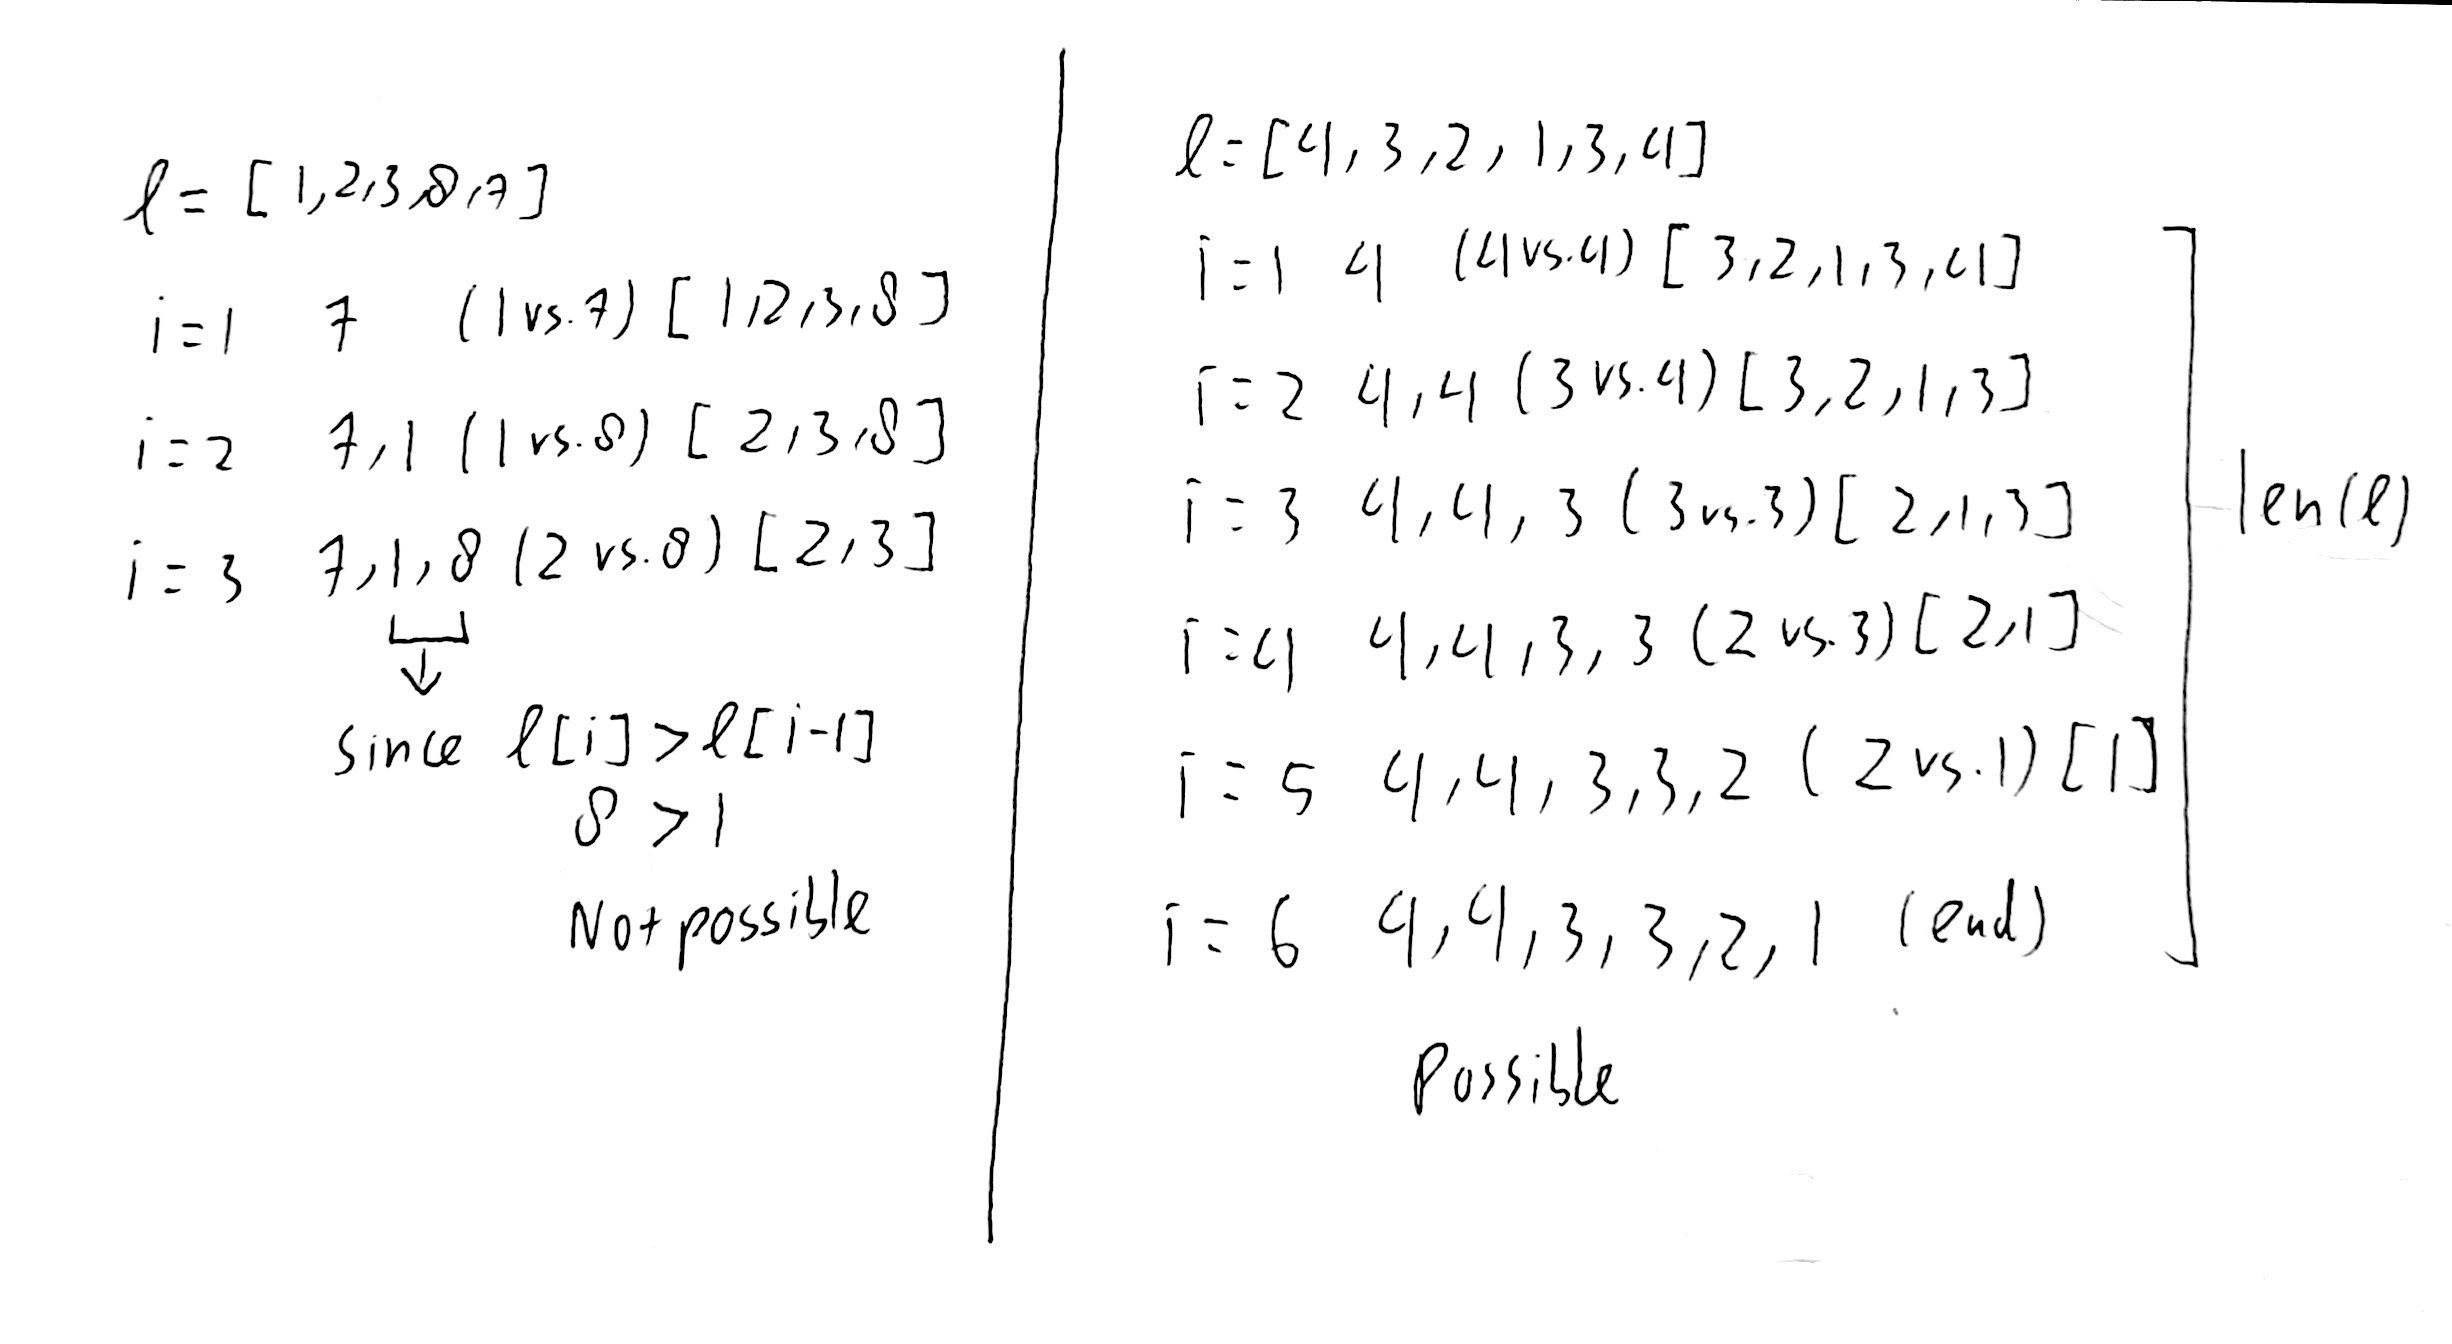 l = [1,2,3,8,7]
i=1 7 (1 vs. 7) [1,2,3,8]
i=2 7,1 (1 vs. 8) [2,3,8]
i=3 7,1,8 (2 vs. 8) [2,3]
since l[i] > l[i-1]
8 > 1
Not possible
l=[4,3,2,1,3,4]
i=1 4 (4 vs. 4) [3,2,1,3,4]
i=2 4,4 (3 vs. 4) [3,2,1,3]
i=3 4,4,3 (3 vs. 3) [2,1,3]
i=4 4,4,3,3 (2 vs. 3) [2,1]
i=5 4,4,3,3,2 (2 vs. 1) [1]
i=6 4,4,3,3,2,1 (end)
len(l)
Possible